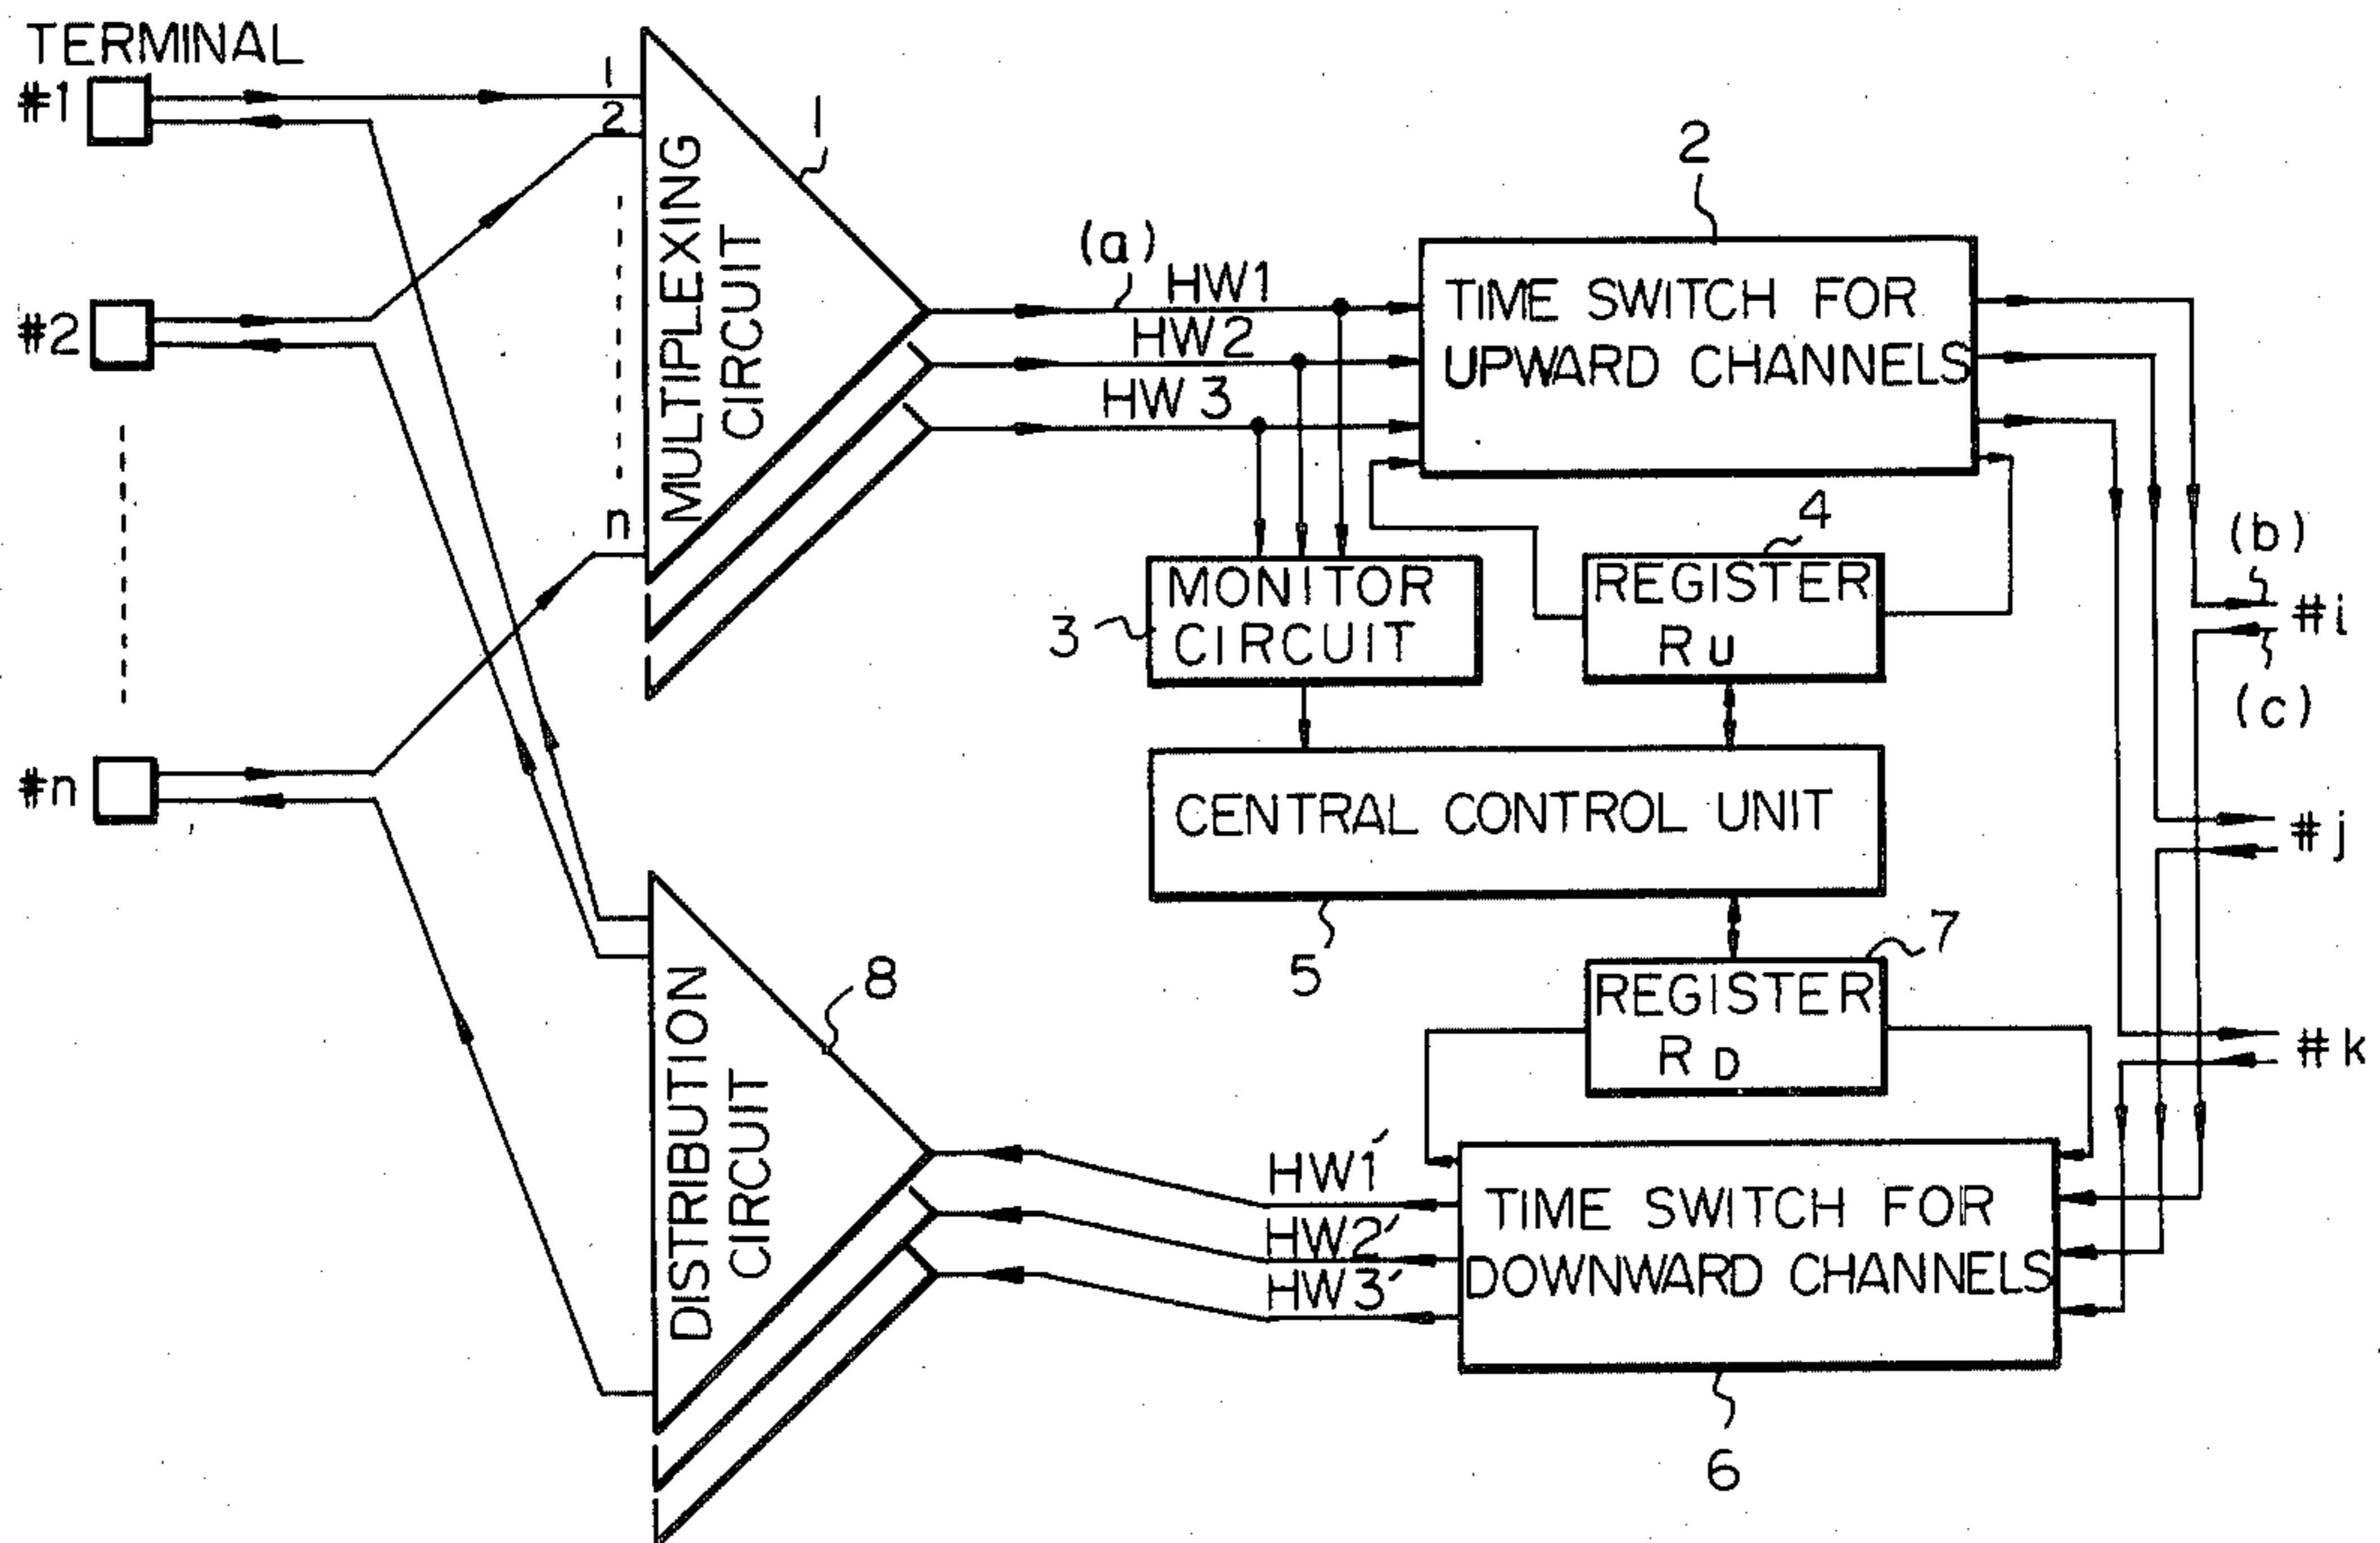 TERMINAL
#1
#2
#n
1
2
n
MULTIPLEXING
CIRCUIT
1
(a)
HW1
HW2
HW3
2
TIME SWITCH FOR
UPWARD CHANNELS
3
MONITOR
CIRCUIT
4
REGISTER
RU
(b)
#i
(c)
CENTRAL CONTROL UNIT
5
#j
7
REGISTER
RD
#k
8
DISTRIBUTION
CIRCUIT
HW1′
HW2′
HW3′
TIME SWITCH FOR
DOWNWARD CHANNELS
6